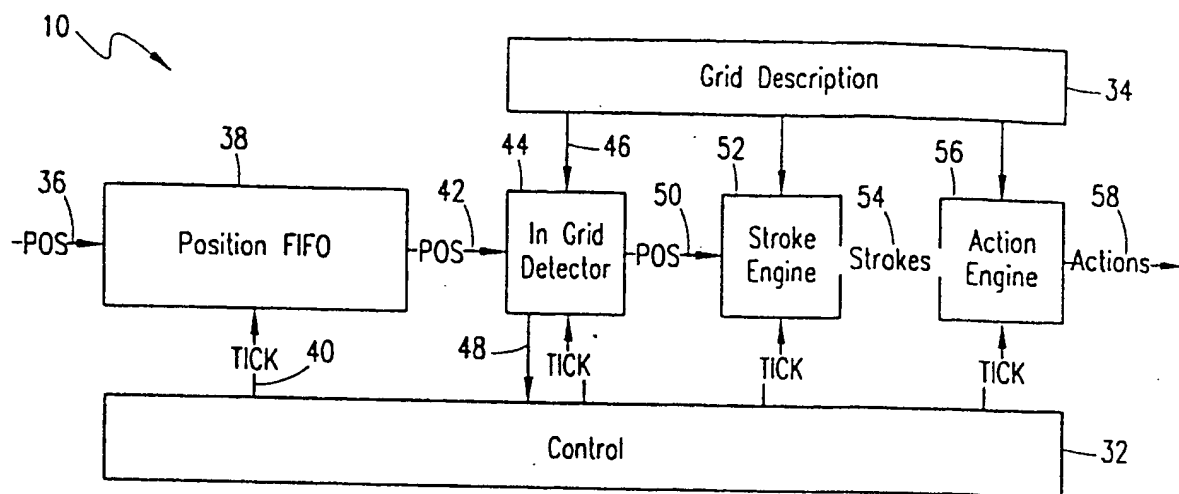 10
Grid Description
34
38
44
46
52
56
36
42
50
54
58
-POS
Position FIFO
POS
In Grid
Detector
POS
Stroke
Engine
Strokes
Action
Engine
Actions
TICK
40
48
TICK
TICK
TICK
Control
32